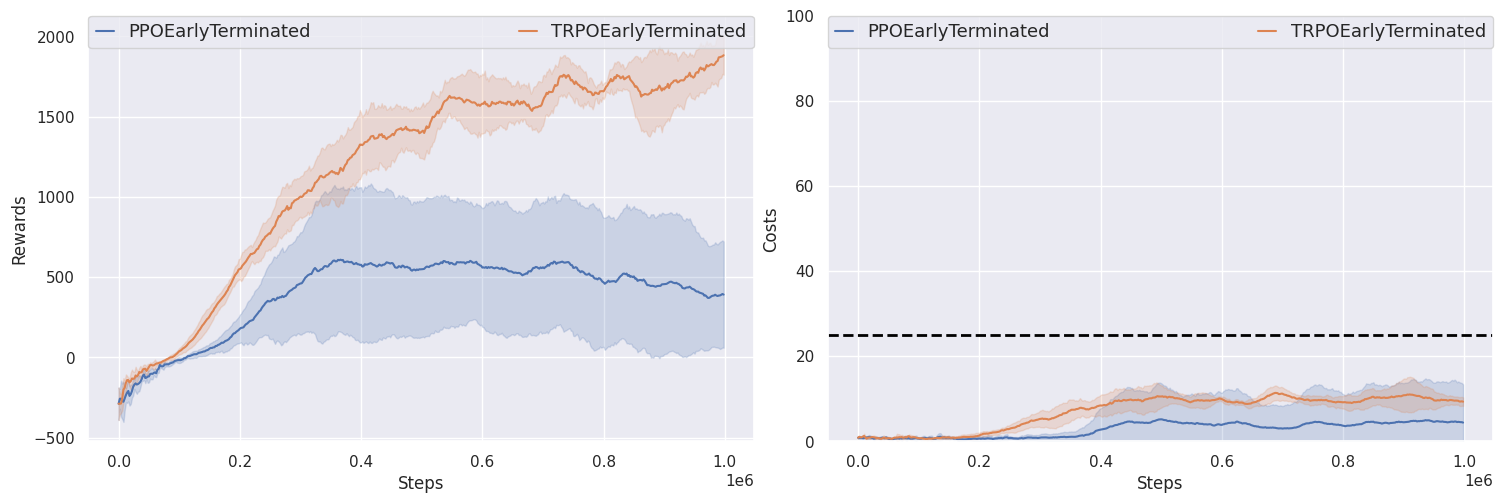 PPOEarlyTerminated TRPOEarlyTerminated
2000
1500
1000
500
0
−500
Rewards
0.0 0.2 0.4 0.6 0.8 1.0
1e6
Steps
PPOEarlyTerminated TRPOEarlyTerminated
100
80
60
40
20
0
Costs
0.0 0.2 0.4 0.6 0.8 1.0
1e6
Steps